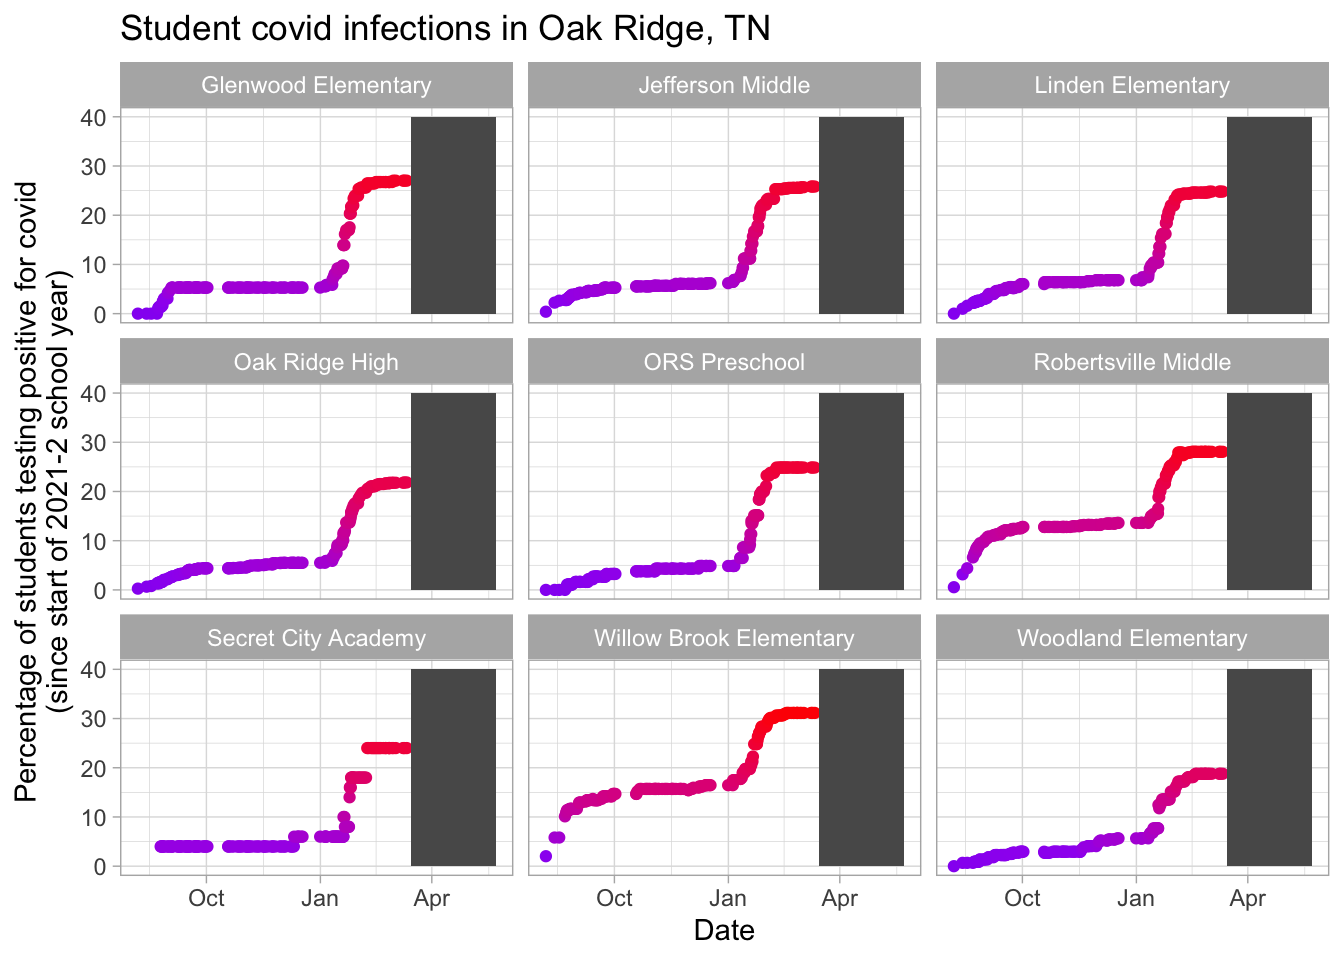 Student covid infections in Oak Ridge, TN
Percentage of students testing positive for covid
(since start of 2021-2 school year)
Glenwood Elementary
Jefferson Middle
Linden Elementary
40
30
20
10
0
Oak Ridge High
ORS Preschool
Robertsville Middle
40
30
20
10
0
Secret City Academy
Willow Brook Elementary
Woodland Elementary
40
30
20
10
0
Oct Jan Apr
Oct Jan Apr
Oct Jan Apr
Date